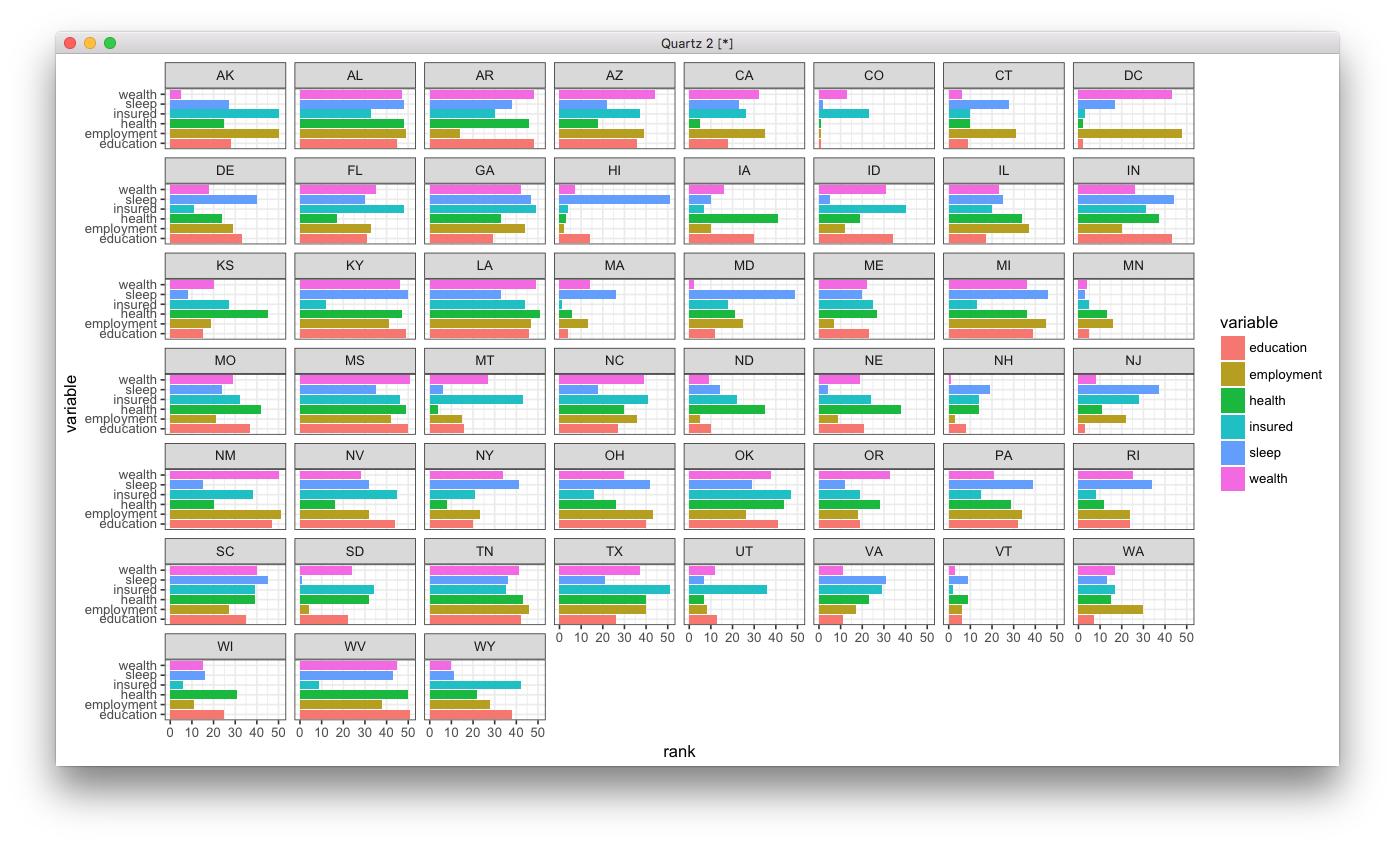 Quartz 2 [*]
AK AL AR AZ CA CO CT DC
wealth
sleep
insured
health
employment
education
DE FL GA HI IA ID IL IN
wealth
sleep
insured
health
employment
education
KS KY LA MA MD ME MI MN
wealth
sleep
insured
health
employment
education
MO MS MT NC ND NE NH NJ
wealth
sleep
insured
health
employment
education
NM NV NY OH OK OR PA RI
wealth
sleep
insured
health
employment
education
SC SD TN TX UT VA VT WA
wealth
sleep
insured
health
employment
education
0 10 20 30 40 50 0 10 20 30 40 50 0 10 20 30 40 50 0 10 20 30 40 50 0 10 20 30 40 50
WI WV WY
wealth
sleep
insured
health
employment
education
0 10 20 30 40 50 0 10 20 30 40 50 0 10 20 30 40 50
rank
variable
variable
education
employment
health
insured
sleep
wealth